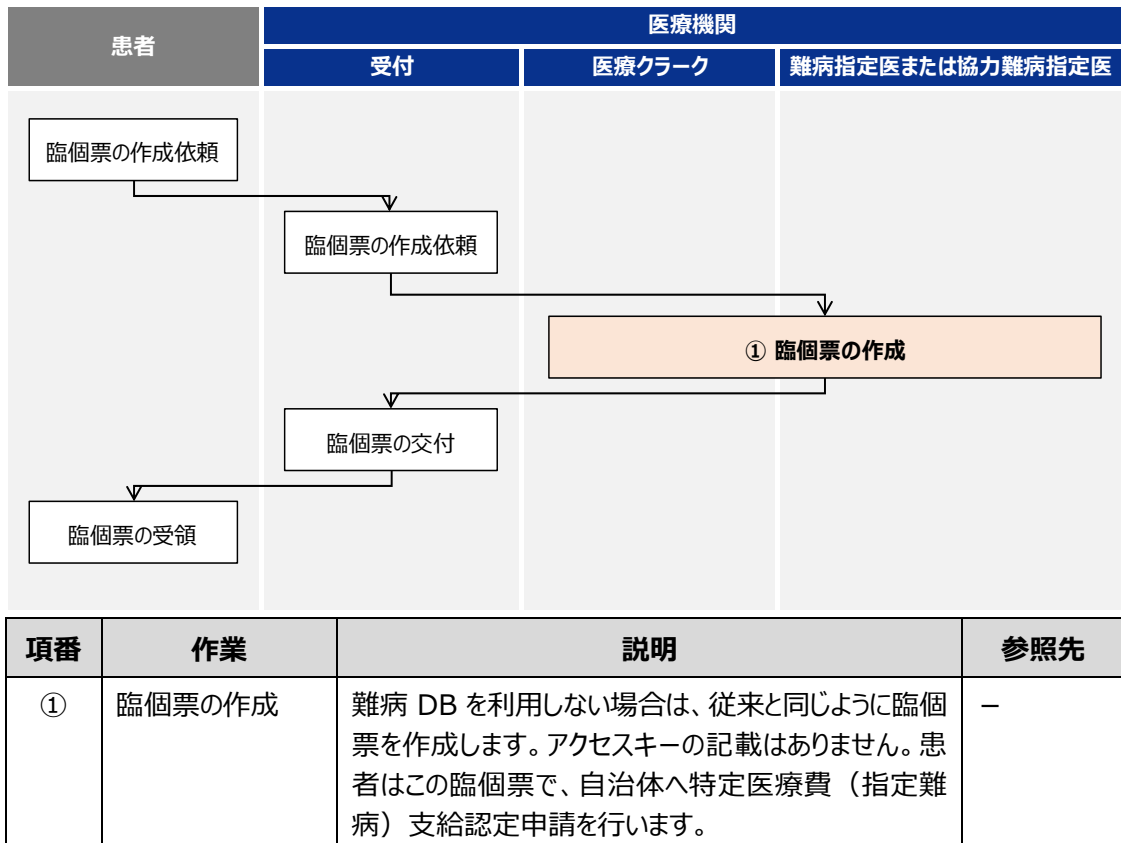 患者
医療機関
受付
医療クラーク
難病指定医または協力難病指定医
臨個票の作成依頼
臨個票の作成依頼
① 臨個票の作成
臨個票の交付
臨個票の受領
項番 作業 説明 参照先
① 臨個票の作成 難病 DB を利用しない場合は、従来と同じように臨個 －
票を作成します。アクセスキーの記載はありません。患
者はこの臨個票で、自治体へ特定医療費（指定難
病）支給認定申請を行います。